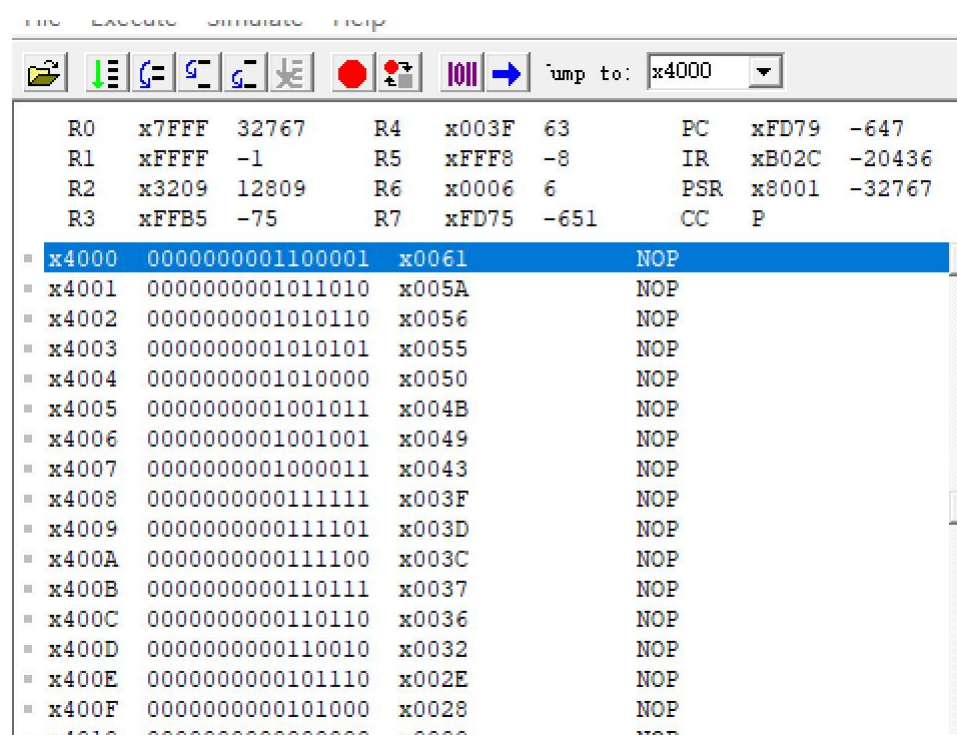 File Execute Simulate Help
Jump to: x4000
R0 x7FFF 32767 R4 x003F 63 PC xFD79 -647
R1 xFFFF -1 R5 xFFF8 -8 IR xB02C -20436
R2 x3209 12809 R6 x0006 6 PSR x8001 -32767
R3 xFFB5 -75 R7 xFD75 -651 CC P
x4000 0000000001100001 x0061 NOP
x4001 0000000001011010 x005A NOP
x4002 0000000001010110 x0056 NOP
x4003 0000000001010101 x0055 NOP
x4004 0000000001010000 x0050 NOP
x4005 0000000001001011 x004B NOP
x4006 0000000001001001 x0049 NOP
x4007 0000000001000011 x0043 NOP
x4008 0000000000111111 x003F NOP
x4009 0000000000111101 x003D NOP
x400A 0000000000111100 x003C NOP
x400B 0000000000110111 x0037 NOP
x400C 0000000000110110 x0036 NOP
x400D 0000000000110010 x0032 NOP
x400E 0000000000101110 x002E NOP
x400F 0000000000101000 x0028 NOP